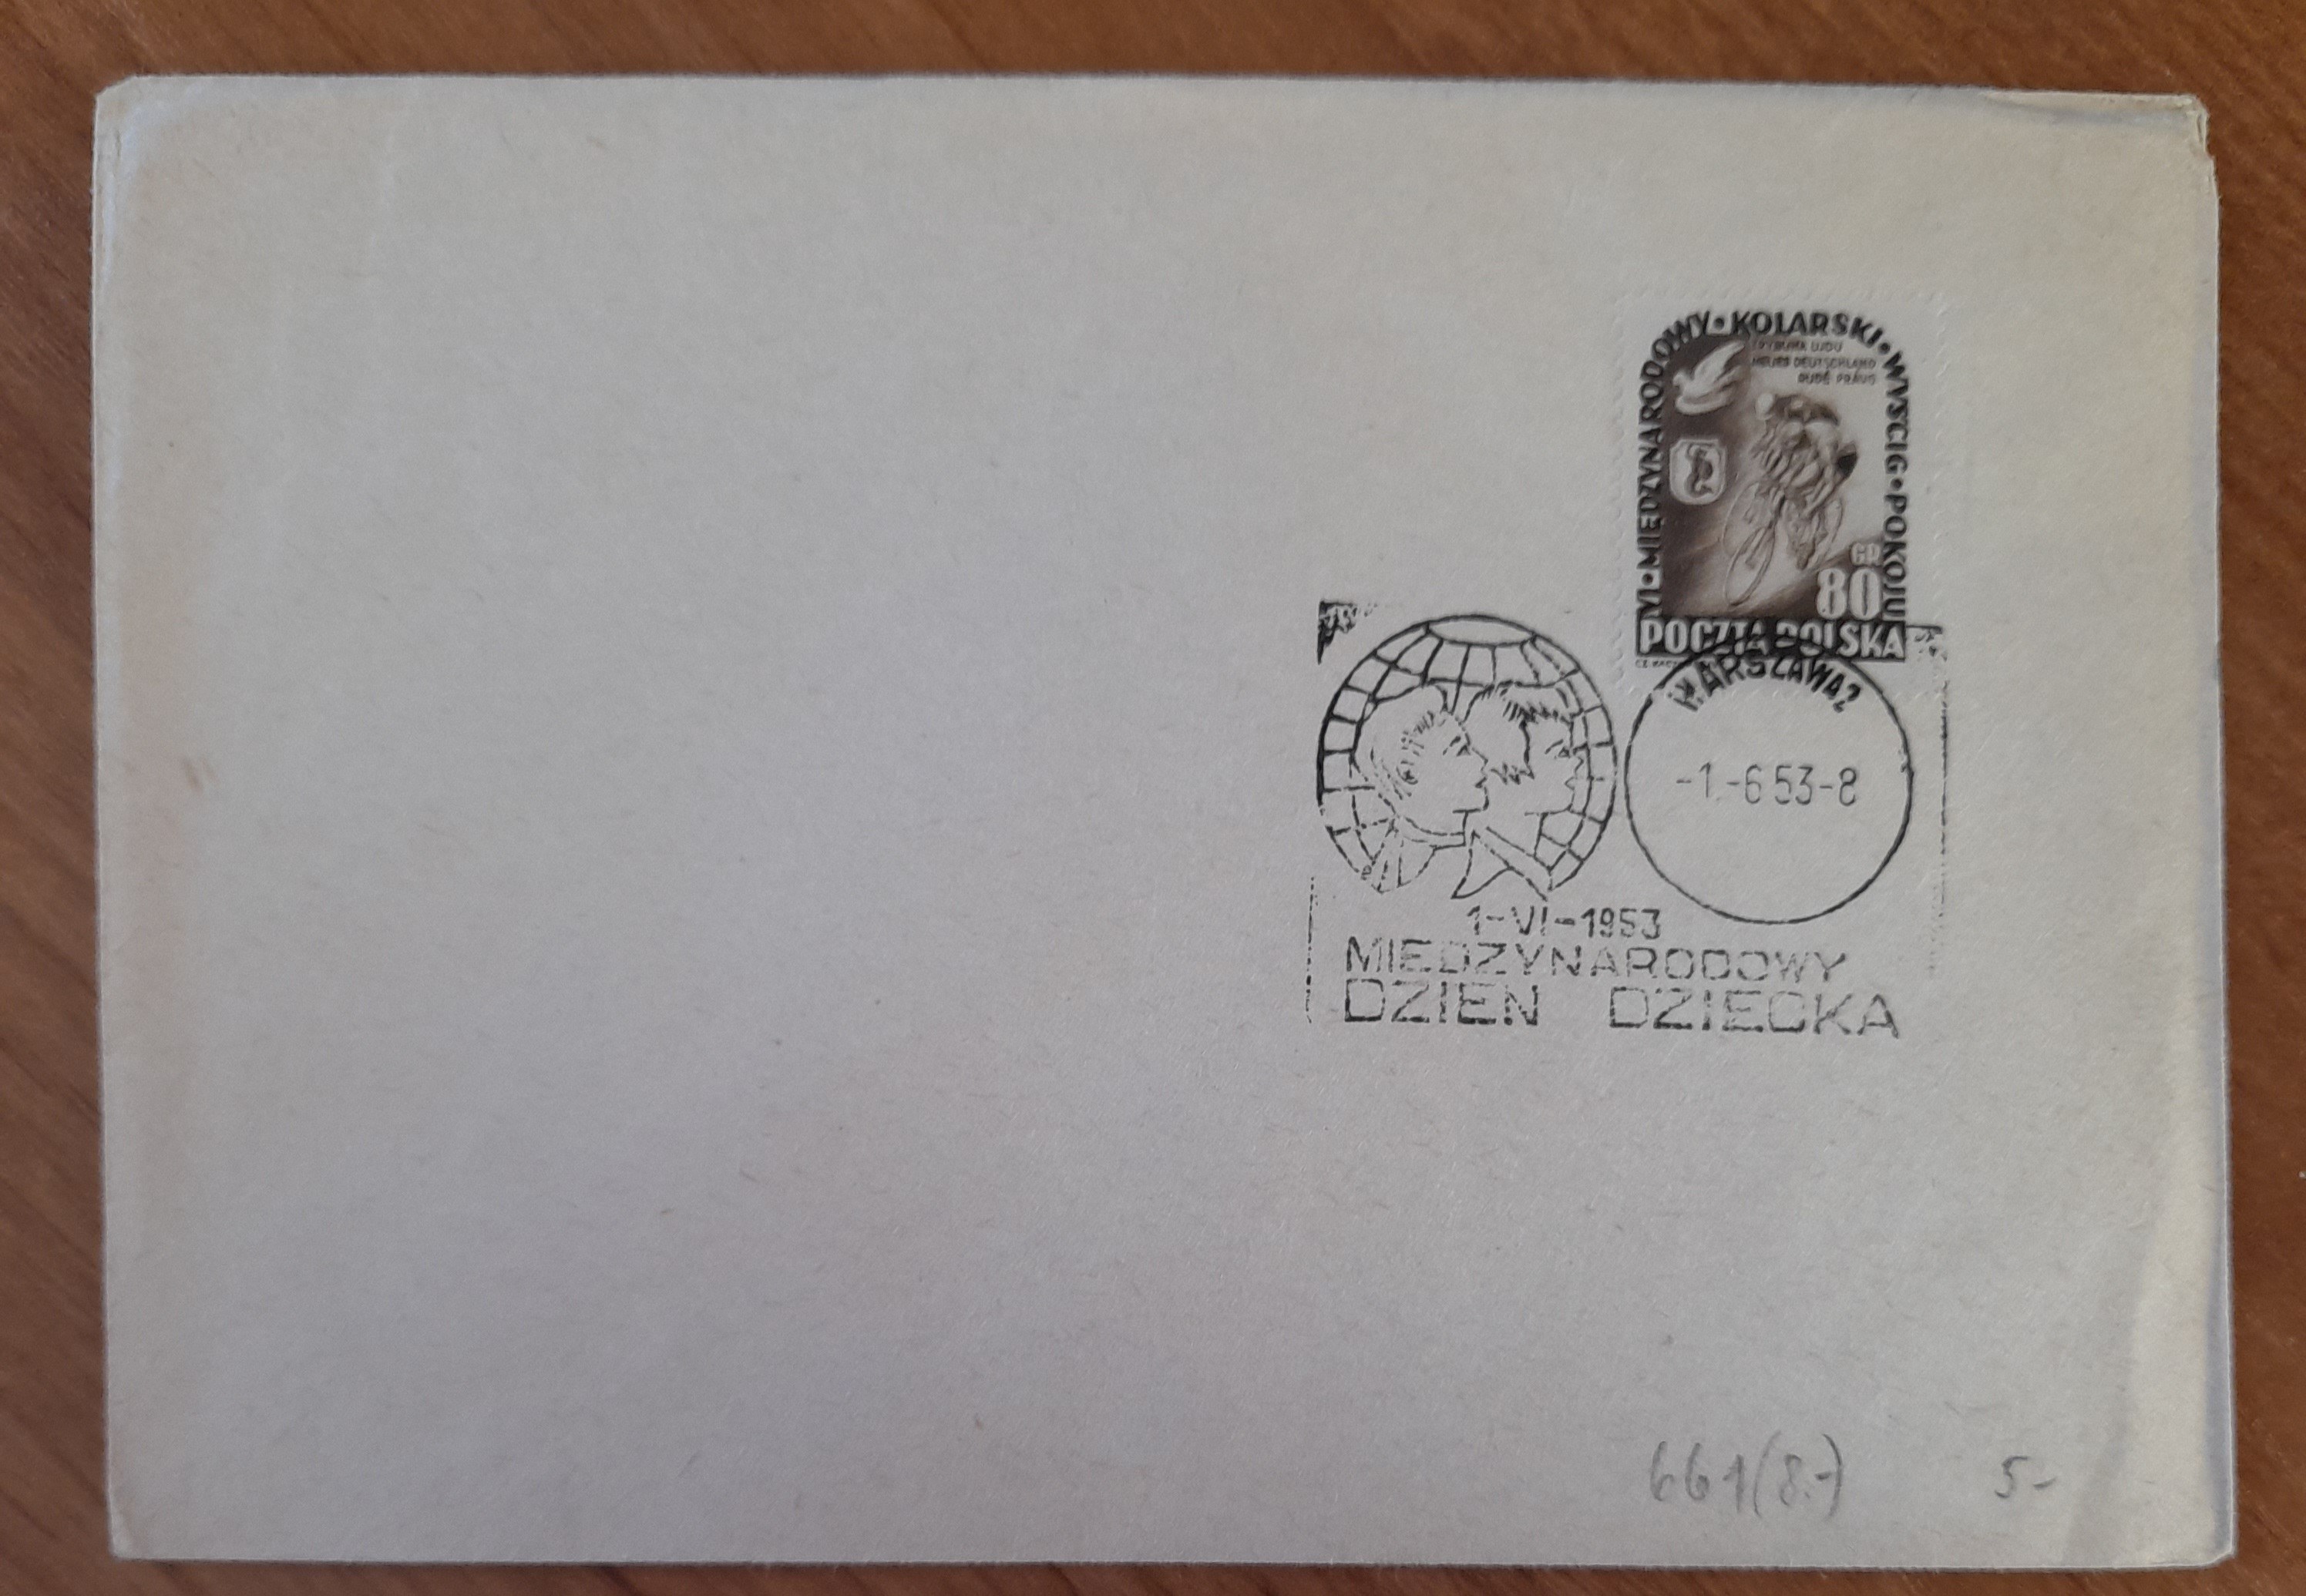 VI • MIĘDZYNARODOWY • KOLARSKI • WYŚCIG • POKOJU
TRYBUNA LUDU
NEUES DEUTSCHLAND
RUDÉ PRÁVO
GR
80
POCZTA POLSKA
WARSZAWA 2
-1.-6 53-8
1-VI-1953
MIEDZYNARODOWY
DZIEN DZIECKA
661 (8.-) 5-